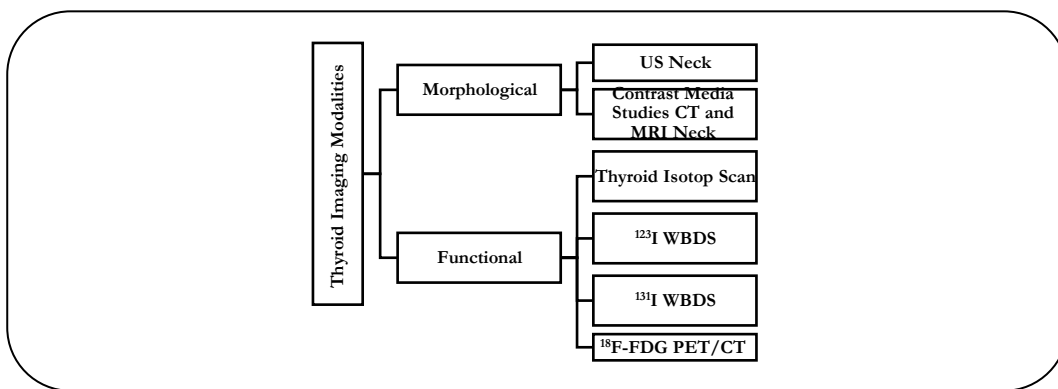 Thyroid Imaging Modalities
Morphological
US Neck
Contrast Media
Studies CT and
MRI Neck
Functional
Thyroid Isotop Scan
¹²³I WBDS
¹³¹I WBDS
¹⁸F-FDG PET/CT